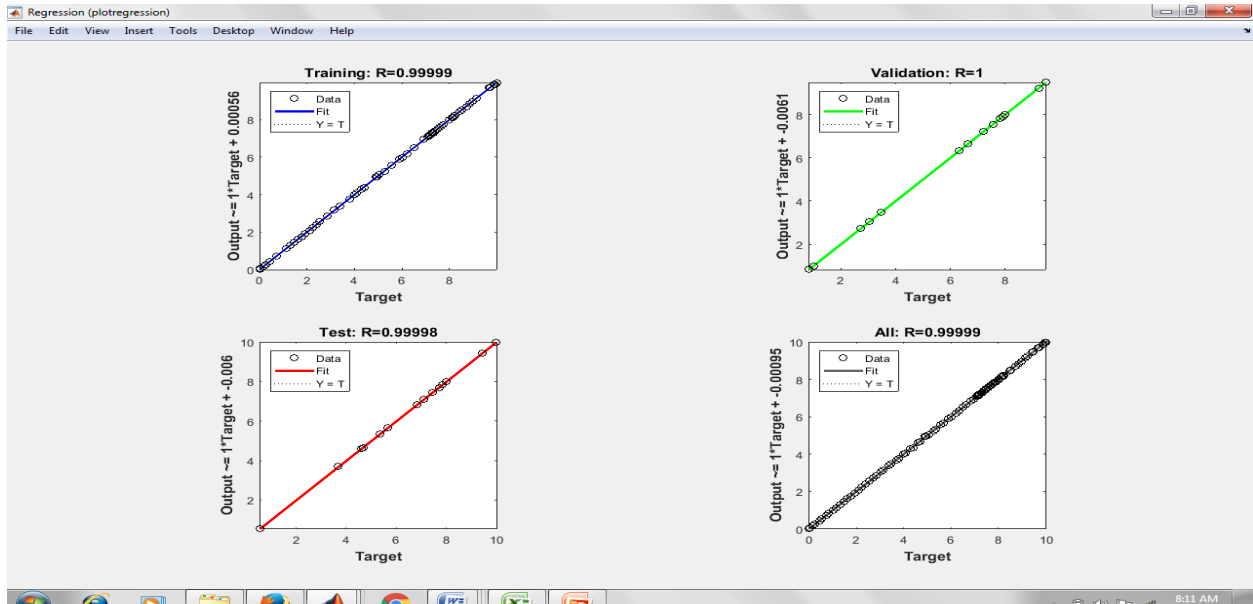 Regression (plotregression)
File Edit View Insert Tools Desktop Window Help
Training: R=0.99999
Output ~= 1*Target + 0.00056
Data
Fit
Y = T
8
6
4
2
0
0 2 4 6 8
Target
Validation: R=1
Output ~= 1*Target + -0.0061
Data
Fit
Y = T
8
6
4
2
2 4 6 8
Target
Test: R=0.99998
Output ~= 1*Target + -0.006
Data
Fit
Y = T
10
8
6
4
2
2 4 6 8 10
Target
All: R=0.99999
Output ~= 1*Target + -0.00095
Data
Fit
Y = T
10
8
6
4
2
0
0 2 4 6 8 10
Target
8:11 AM